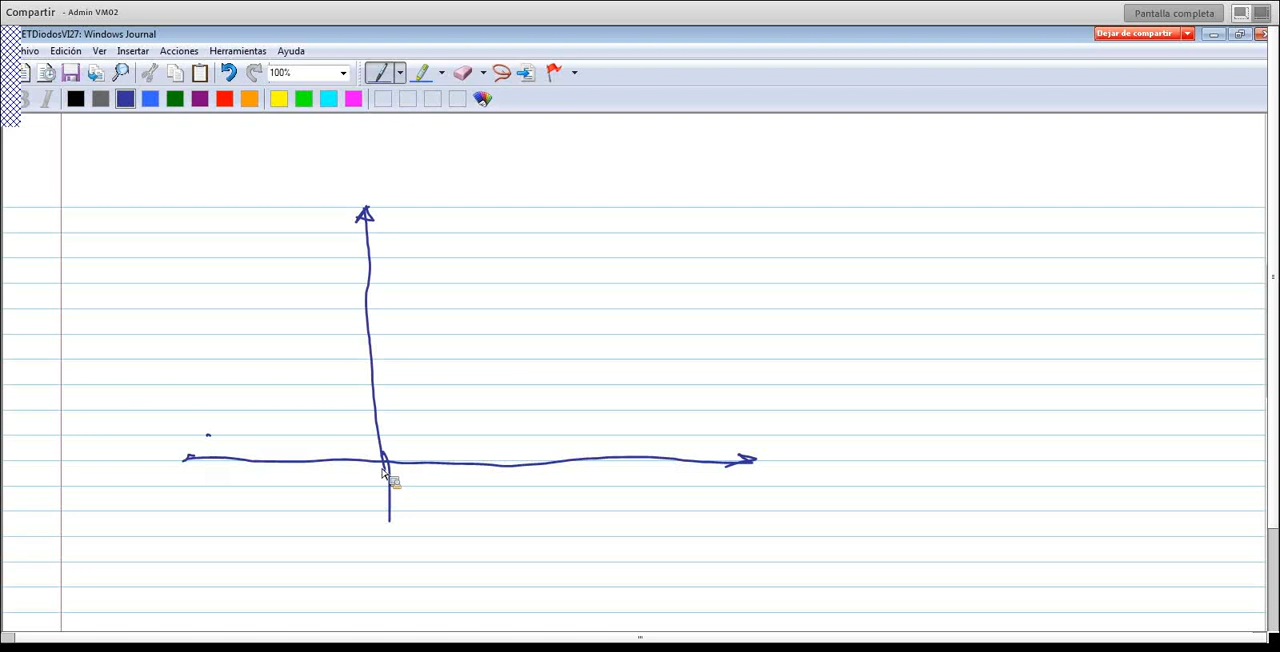 Compartir - Admin VM02
Pantalla completa
ETDiodosVI27: Windows Journal
Dejar de compartir
hivo Edición Ver Insertar Acciones Herramientas Ayuda
100%